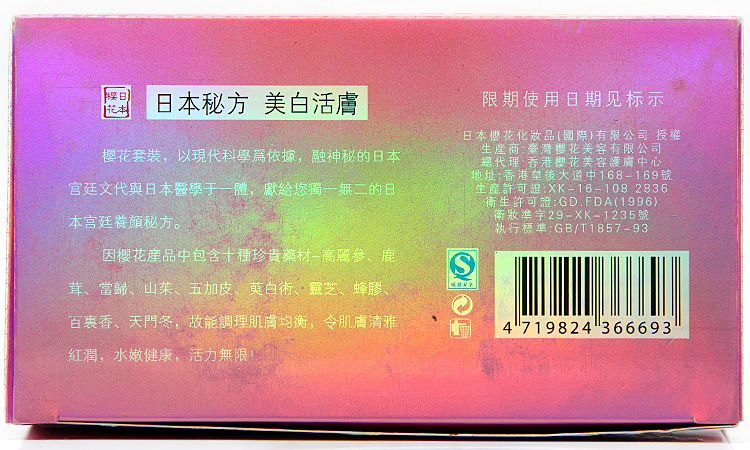 日本櫻花
日本秘方 美白活膚
櫻花套裝，以現代科學爲依據，融神秘的日本
宮廷文代與日本醫學于一體，獻給您獨一無二的日
本宮廷養顔秘方。
因櫻花產品中包含十種珍貴藥材-高麗參、鹿
茸、當歸、山茱、五加皮、萸白術、靈芝、蜂膠、
百裏香、天門冬，故能調理肌膚均衡，令肌膚清雅
紅潤，水嫩健康，活力無限!
限期使用日期见标示
日本櫻花化妝品(國際)有限公司 授權
生産商:臺灣櫻花美容有限公司
總代理:香港櫻花美容護膚中心
地址:香港皇後大道中168-169號
生産許可證:XK-16-108 2836
衛生許可證:GD.FDA(1996)
衛妝準字29-XK-1235號
執行標準:GB/T1857-93
4 719824 366693